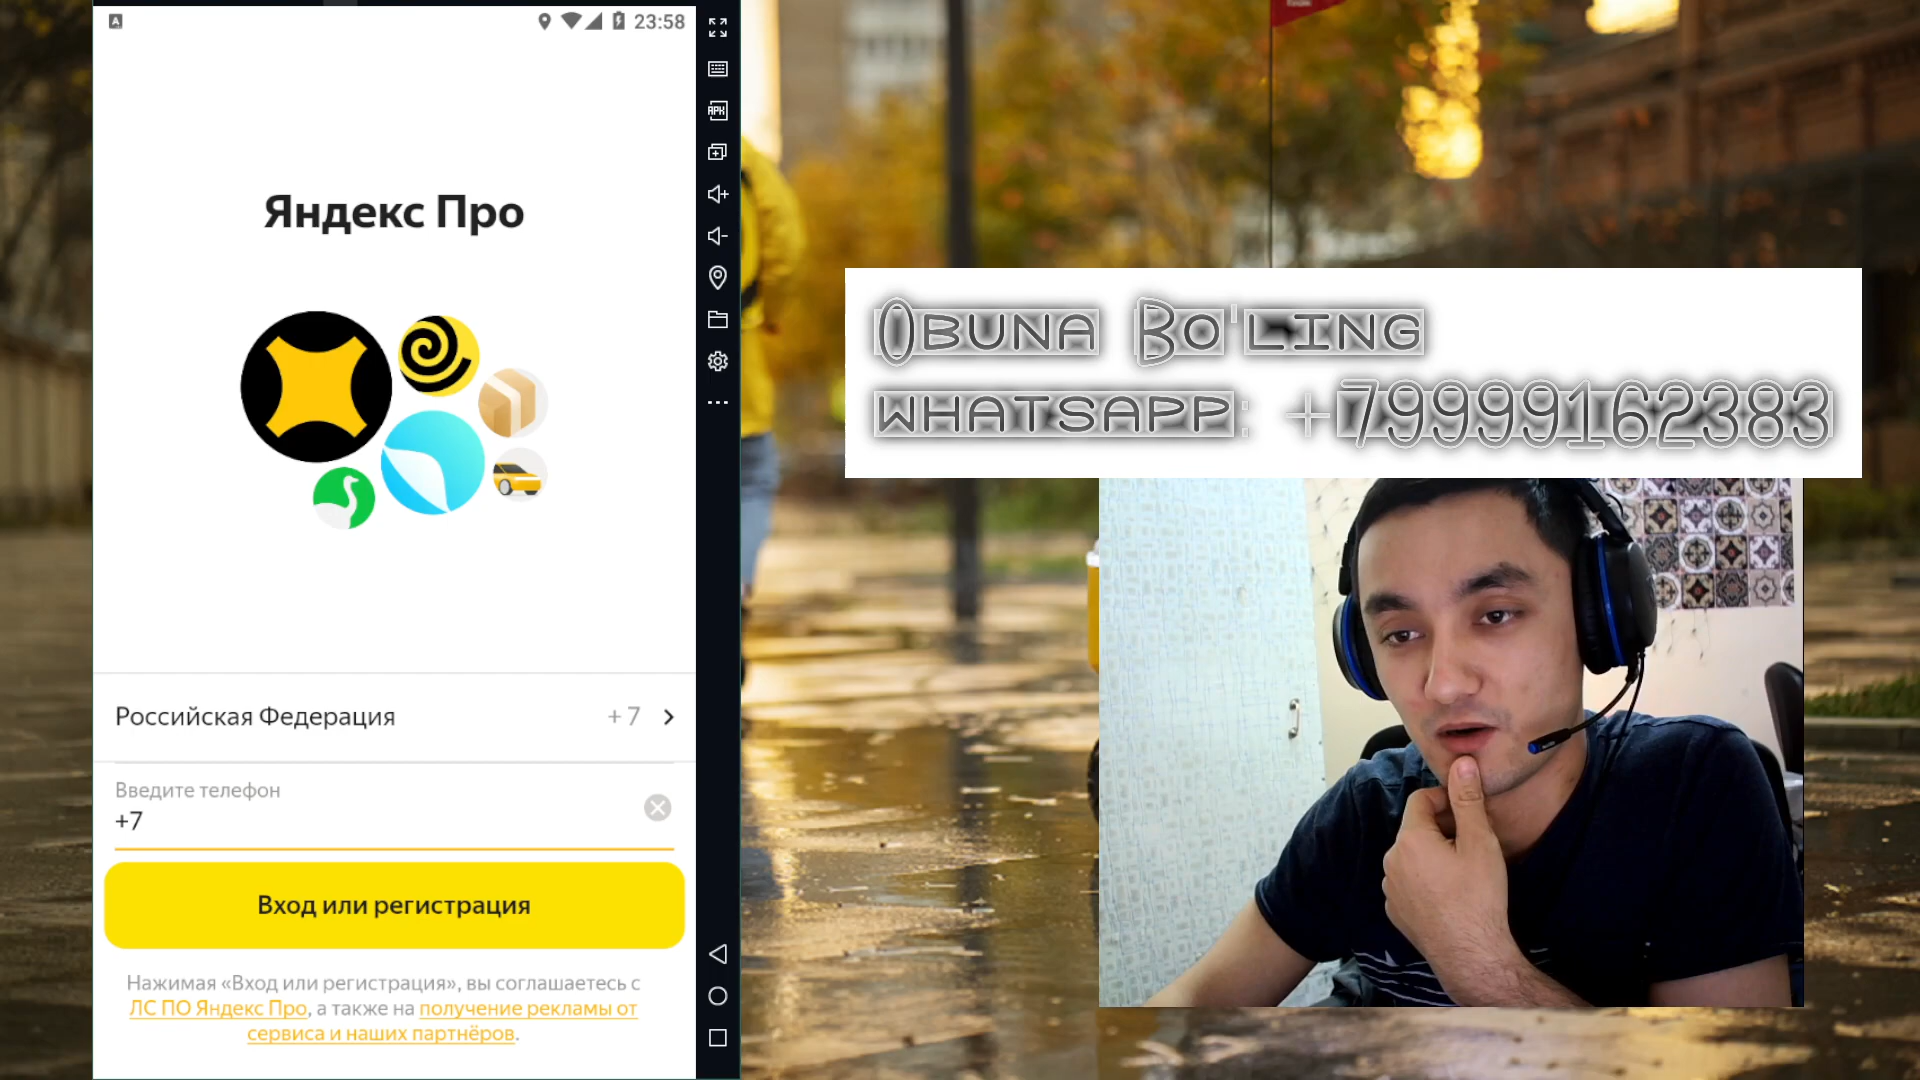 23:58
Яндекс Про
Российская Федерация +7
Введите телефон
+7
Вход или регистрация
Нажимая «Вход или регистрация», вы соглашаетесь с
ЛС ПО Яндекс Про, а также на получение рекламы от
сервиса и наших партнёров.
Obuna Bo'ling
whatsapp: +79999162383